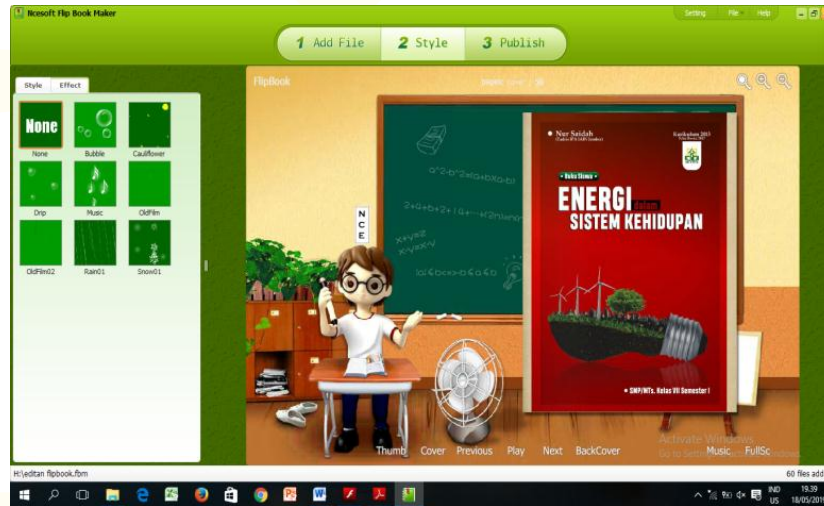 Ncesoft Flip Book Maker
Setting File Help
1 Add File 2 Style 3 Publish
Style Effect
None
None Bubble Cauliflower
Drip Music OldFilm
OldFilm02 Rain01 Snow01
FlipBook
N
C
E
• Nur Saidah
Kurikulum 2013
• Buku Siswa •
ENERGI dalam
SISTEM KEHIDUPAN
• SMP/MTs. Kelas VII Semester I
Activate Windows
Thumb Cover Previous Play Next BackCover Music FullSc
H:\editan flipbook.fbm
60 files add
IND
US
19.39
18/05/201